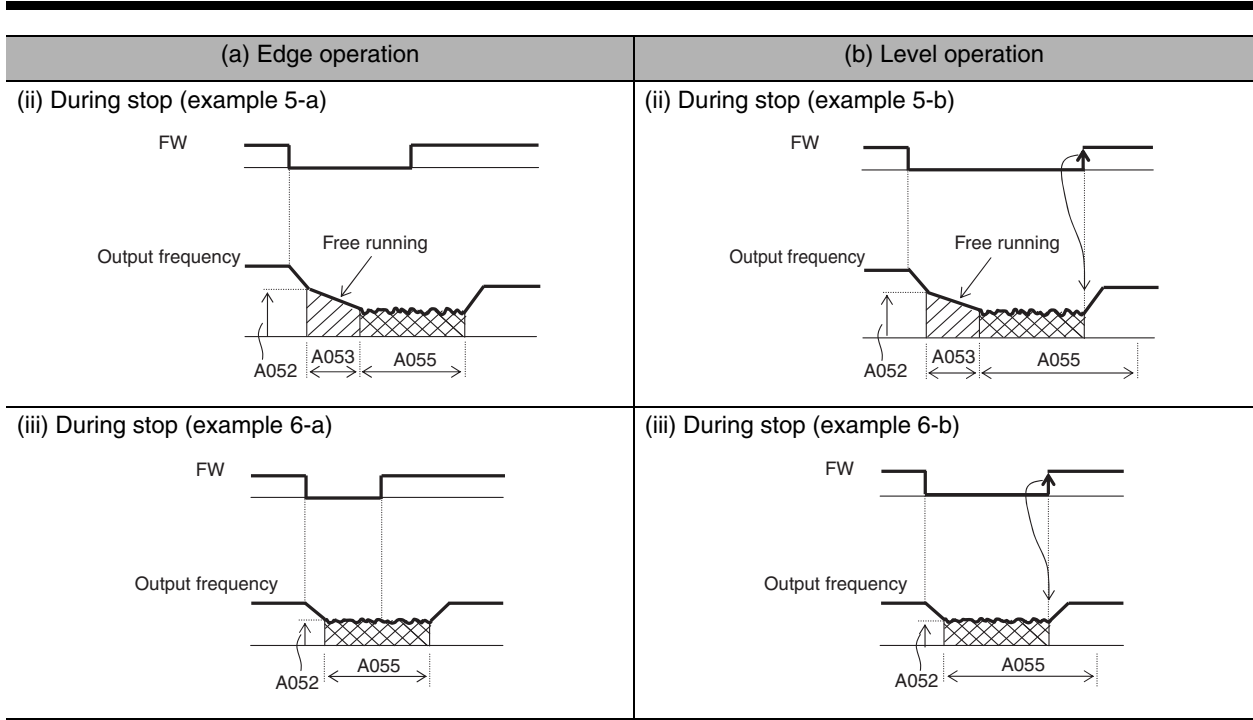 (a) Edge operation
(b) Level operation
(ii) During stop (example 5-a)
FW
Output frequency
Free running
A052
A053
A055
(ii) During stop (example 5-b)
FW
Output frequency
Free running
A052
A053
A055
(iii) During stop (example 6-a)
FW
Output frequency
A052
A055
(iii) During stop (example 6-b)
FW
Output frequency
A052
A055